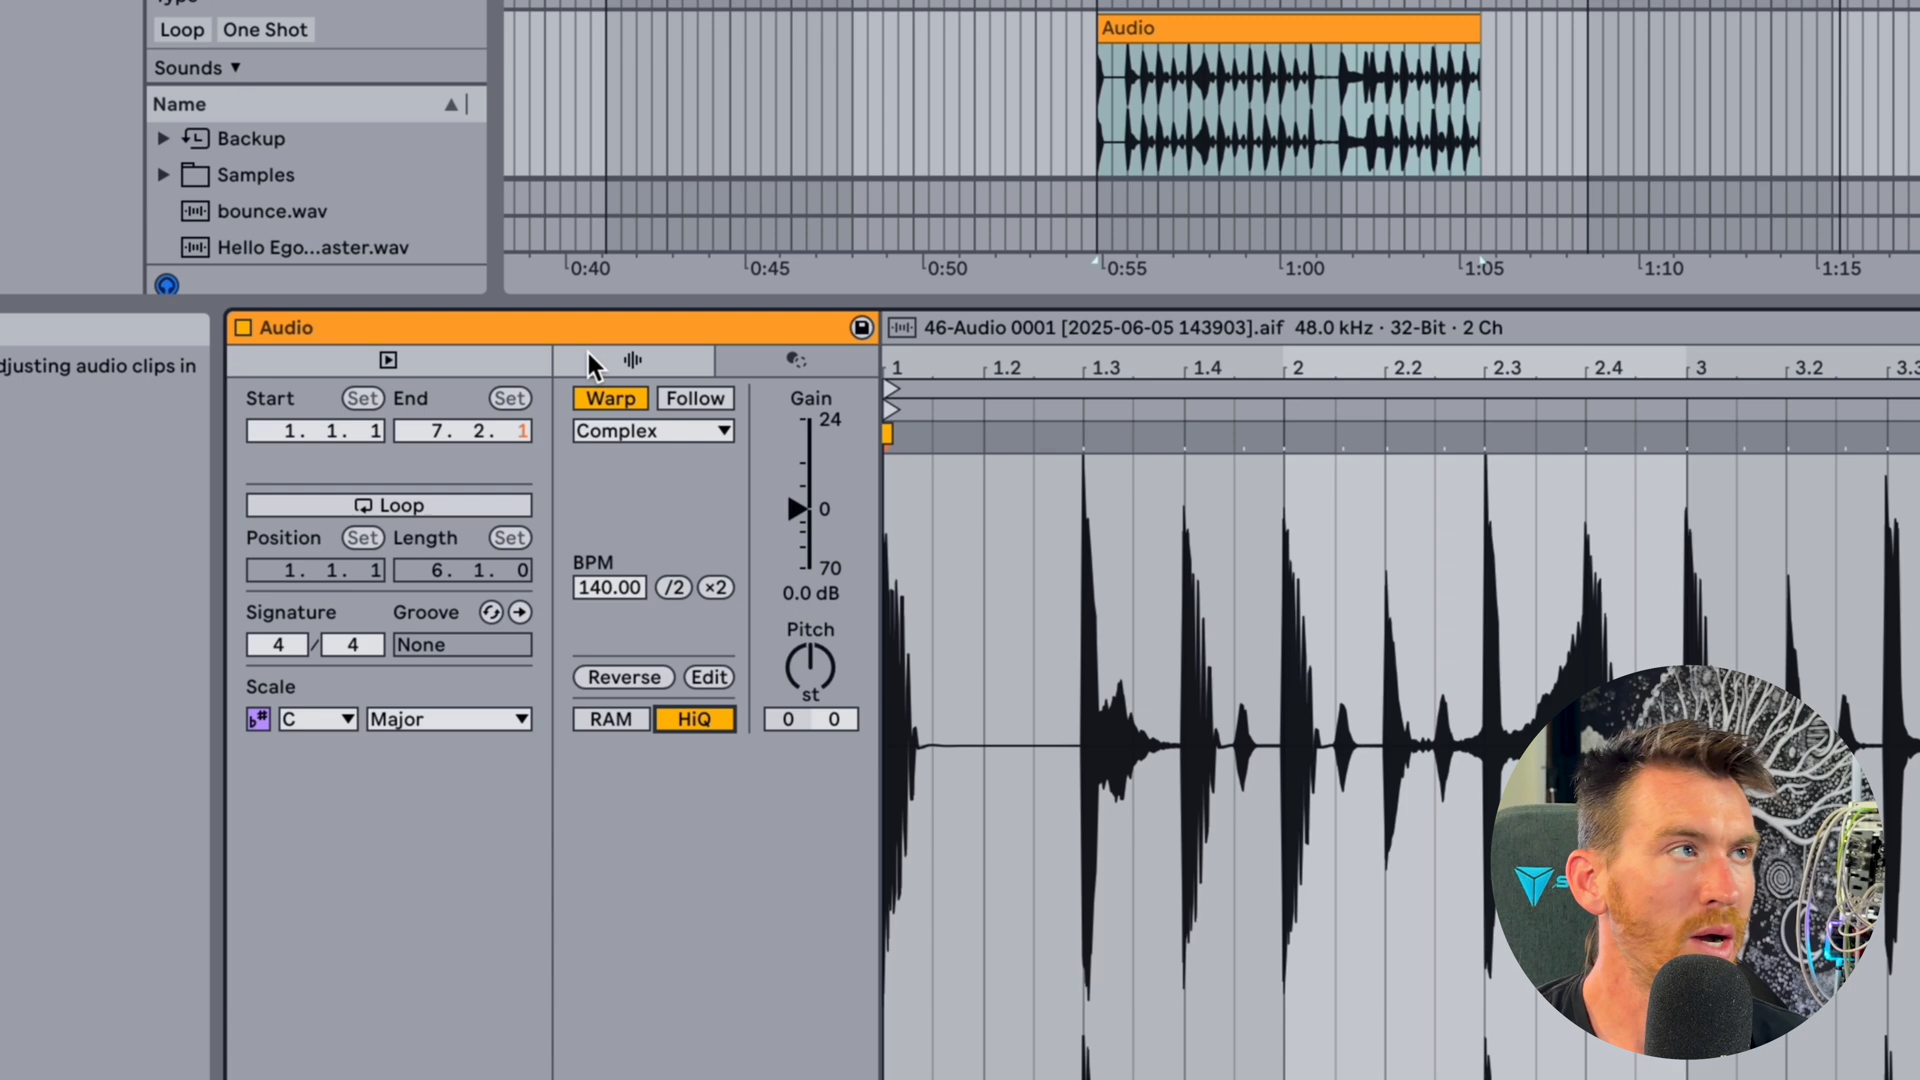 Loop One Shot
Sounds ▼
Name
Backup
Samples
bounce.wav
Hello Ego...aster.wav
Audio
0:40 0:45 0:50 0:55 1:00 1:05 1:10 1:15
djusting audio clips in
Audio
46-Audio 0001 [2025-06-05 143903].aif 48.0 kHz · 32-Bit · 2 Ch
1 1.2 1.3 1.4 2 2.2 2.3 2.4 3 3.2 3.3
Start Set End Set
1. 1. 1 7. 2. 1
Loop
Position Set Length Set
1. 1. 1 6. 1. 0
Signature Groove
4 / 4 None
Scale
b# C Major
Warp Follow
Complex
BPM
140.00 /2 ×2
Reverse Edit
RAM HiQ
Gain
24
0
70
0.0 dB
Pitch
st
0 0